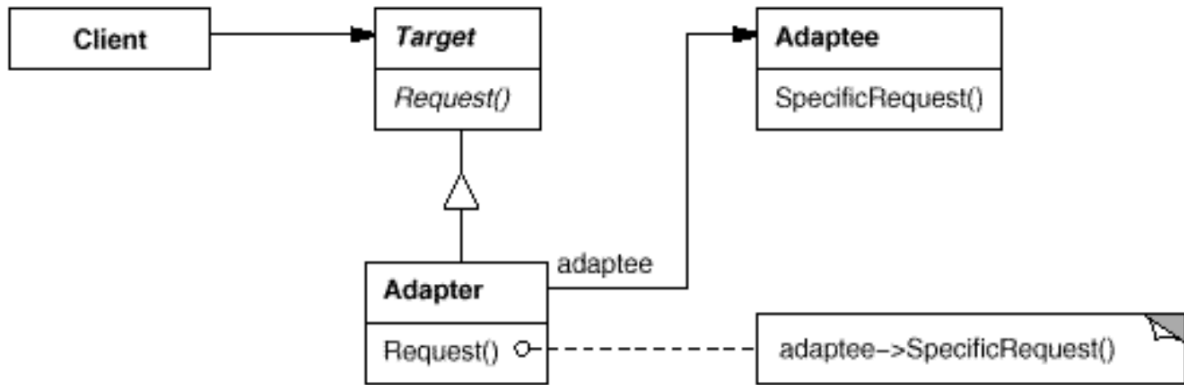 Client
Target
Request()
Adaptee
SpecificRequest()
adaptee
Adapter
Request()
adaptee->SpecificRequest()